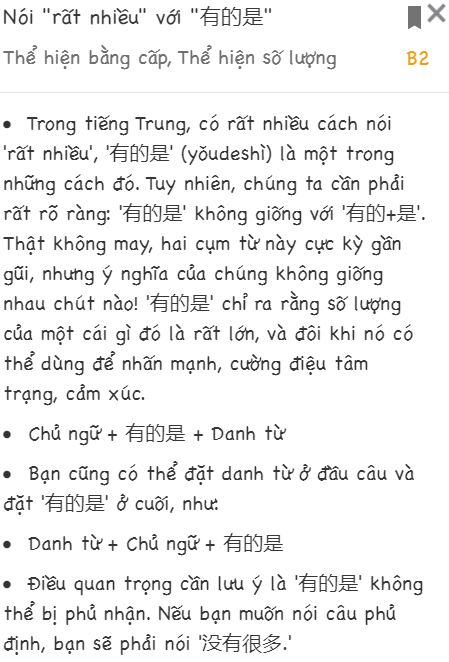 Nói "rất nhiều" với "有的是"
Thể hiện bằng cấp, Thể hiện số lượng B2
• Trong tiếng Trung, có rất nhiều cách nói
'rất nhiều', '有的是' (yǒudeshì) là một trong
những cách đó. Tuy nhiên, chúng ta cần phải
rất rõ ràng: '有的是' không giống với '有的+是'.
Thật không may, hai cụm từ này cực kỳ gần
gũi, nhưng ý nghĩa của chúng không giống
nhau chút nào! '有的是' chỉ ra rằng số lượng
của một cái gì đó là rất lớn, và đôi khi nó có
thể dùng để nhấn mạnh, cường điệu tâm
trạng, cảm xúc.
• Chủ ngữ + 有的是 + Danh từ
• Bạn cũng có thể đặt danh từ ở đầu câu và
đặt '有的是' ở cuối, như:
• Danh từ + Chủ ngữ + 有的是
• Điều quan trọng cần lưu ý là '有的是' không
thể bị phủ nhận. Nếu bạn muốn nói câu phủ
định, bạn sẽ phải nói '没有很多.'